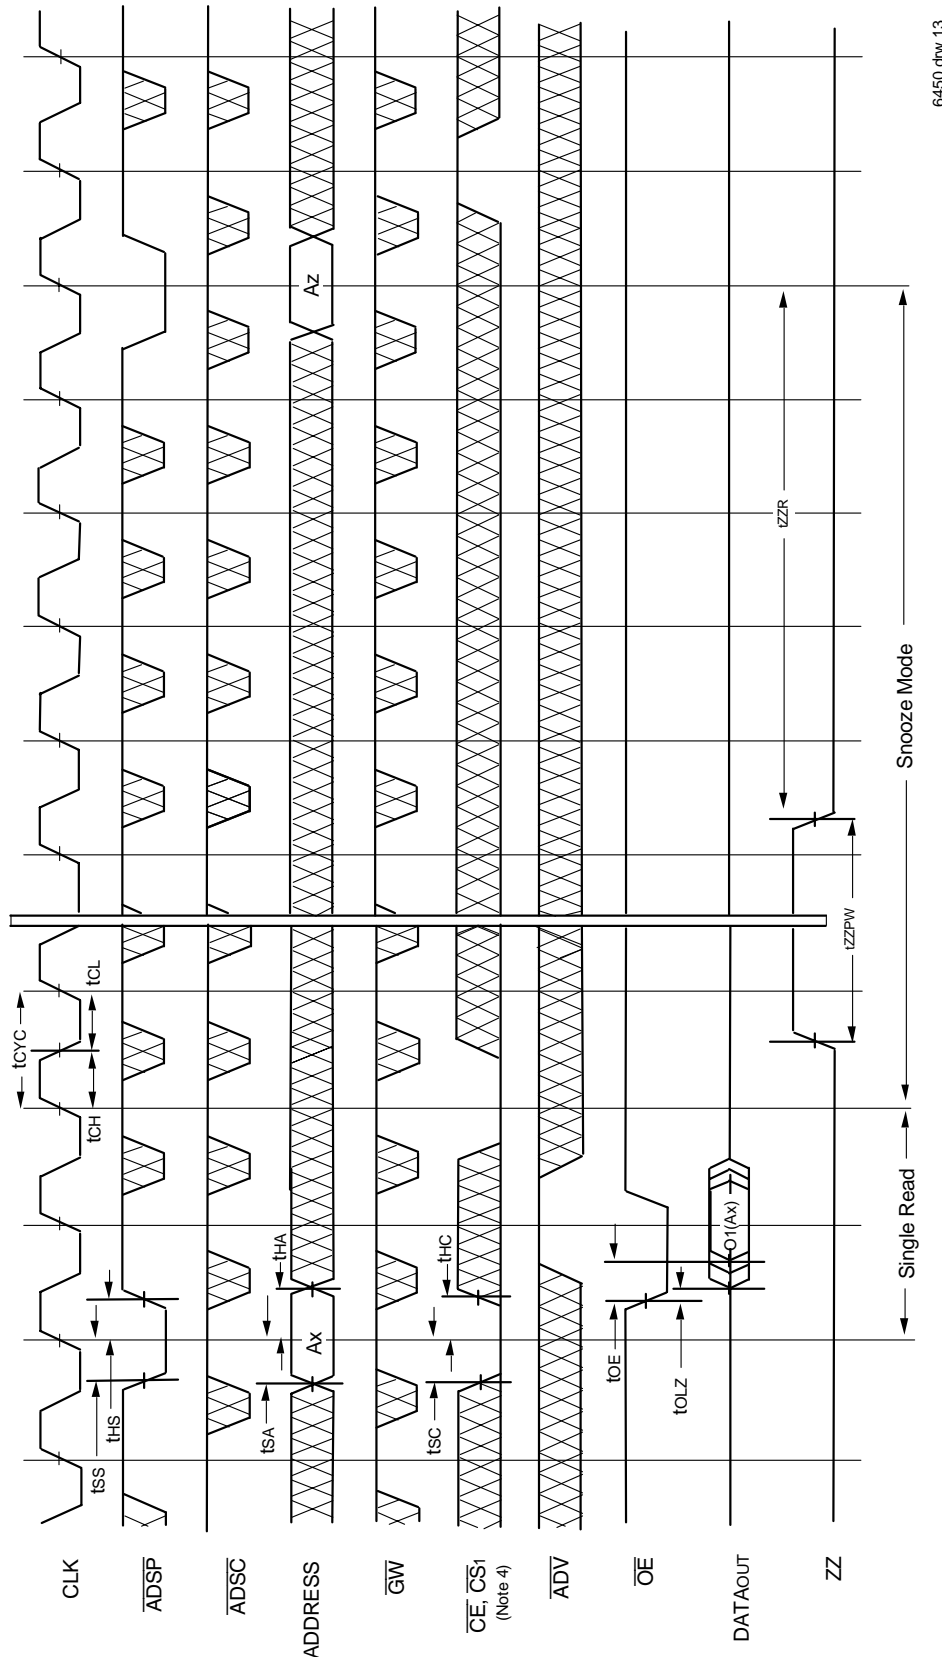 CLK
ADSP
ADSC
ADDRESS
GW
CE, CS1
(Note 4)
ADV
OE
DATAOUT
ZZ
tSS
tHS
tCYC
tCH
tCL
tSA
tHA
Ax
Az
tSC
tHC
tOE
tOLZ
O1(Ax)
tZZPW
tZZR
Single Read
Snooze Mode
6450 drw 13